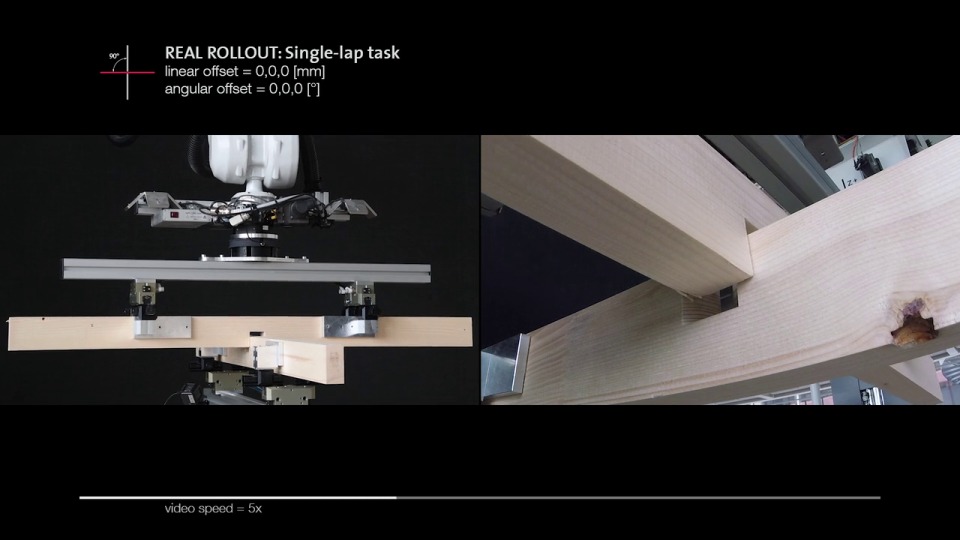 90°
REAL ROLLOUT: Single-lap task
linear offset = 0,0,0 [mm]
angular offset = 0,0,0 [°]
video speed = 5x